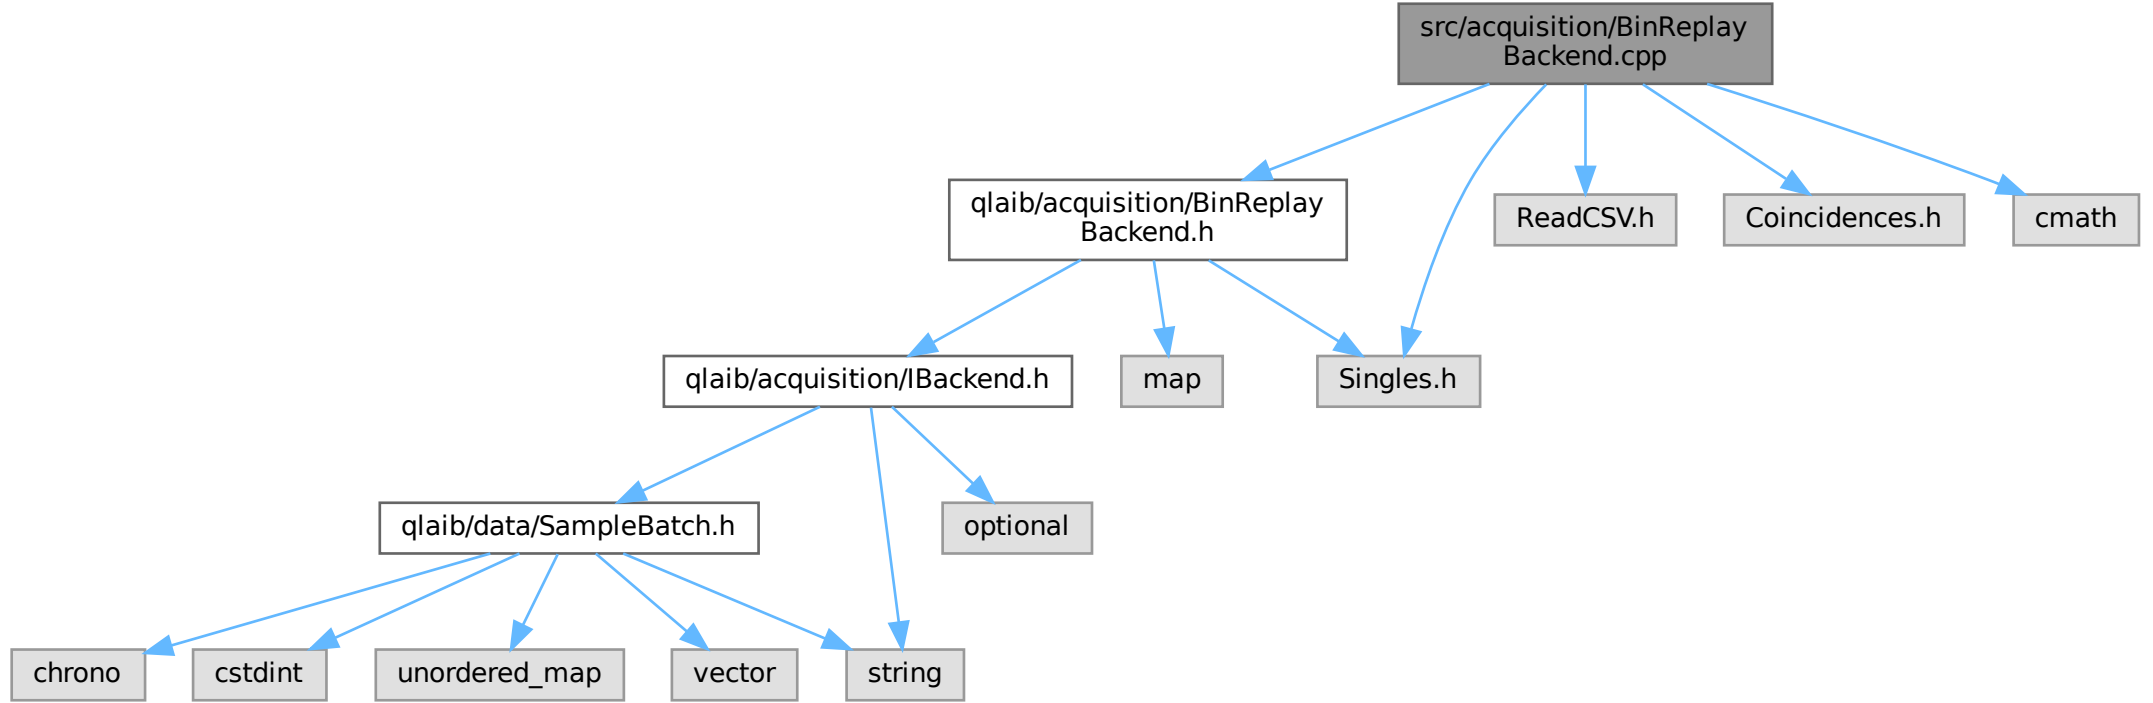 src/acquisition/BinReplay
Backend.cpp
qlaib/acquisition/BinReplay
Backend.h
ReadCSV.h
Coincidences.h
cmath
qlaib/acquisition/IBackend.h
map
Singles.h
qlaib/data/SampleBatch.h
optional
chrono
cstdint
unordered_map
vector
string